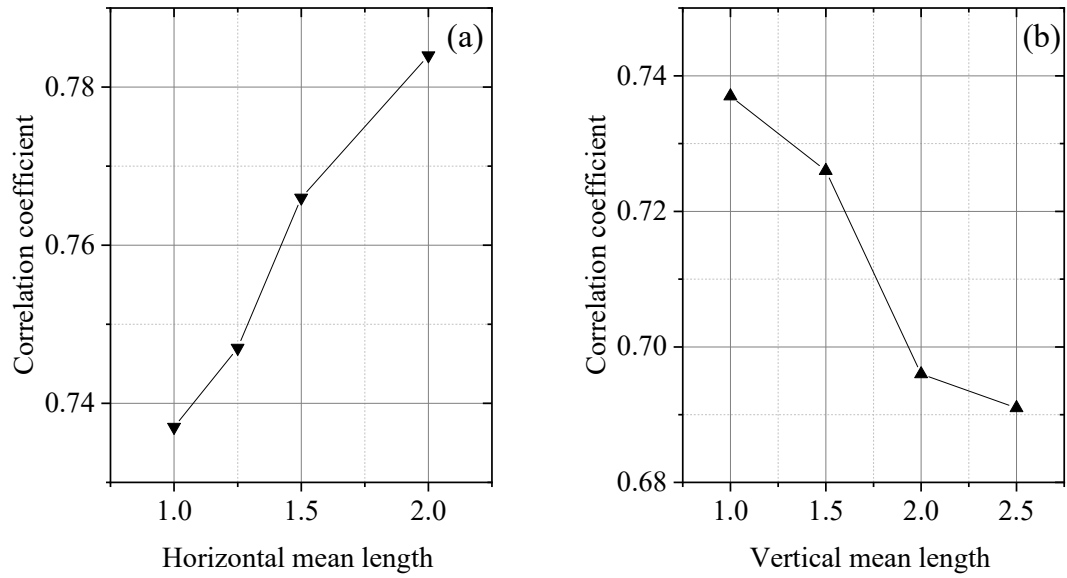 (a)
Correlation coefficient
0.78
0.76
0.74
1.0 1.5 2.0
Horizontal mean length
(b)
Correlation coefficient
0.74
0.72
0.70
0.68
1.0 1.5 2.0 2.5
Vertical mean length